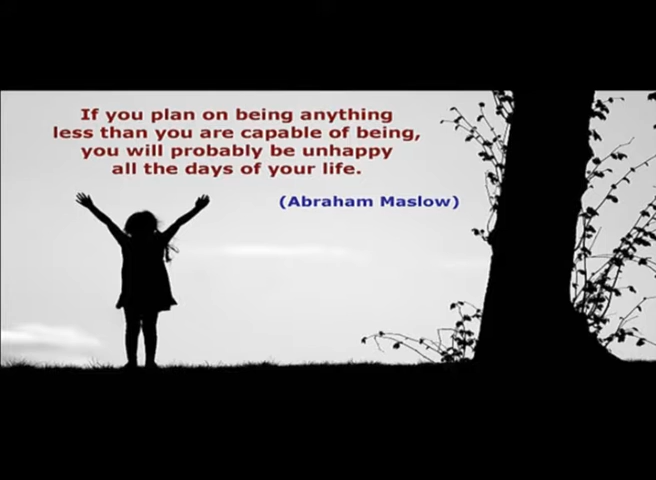 If you plan on being anything
less than you are capable of being,
you will probably be unhappy
all the days of your life.
(Abraham Maslow)